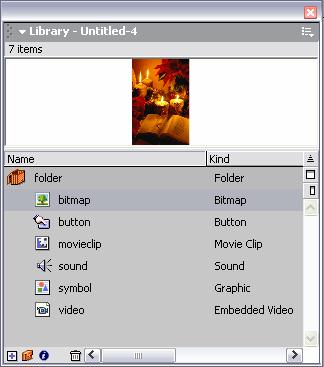 Library - Untitled-4
7 items
Name Kind
folder Folder
bitmap Bitmap
button Button
movieclip Movie Clip
sound Sound
symbol Graphic
video Embedded Video